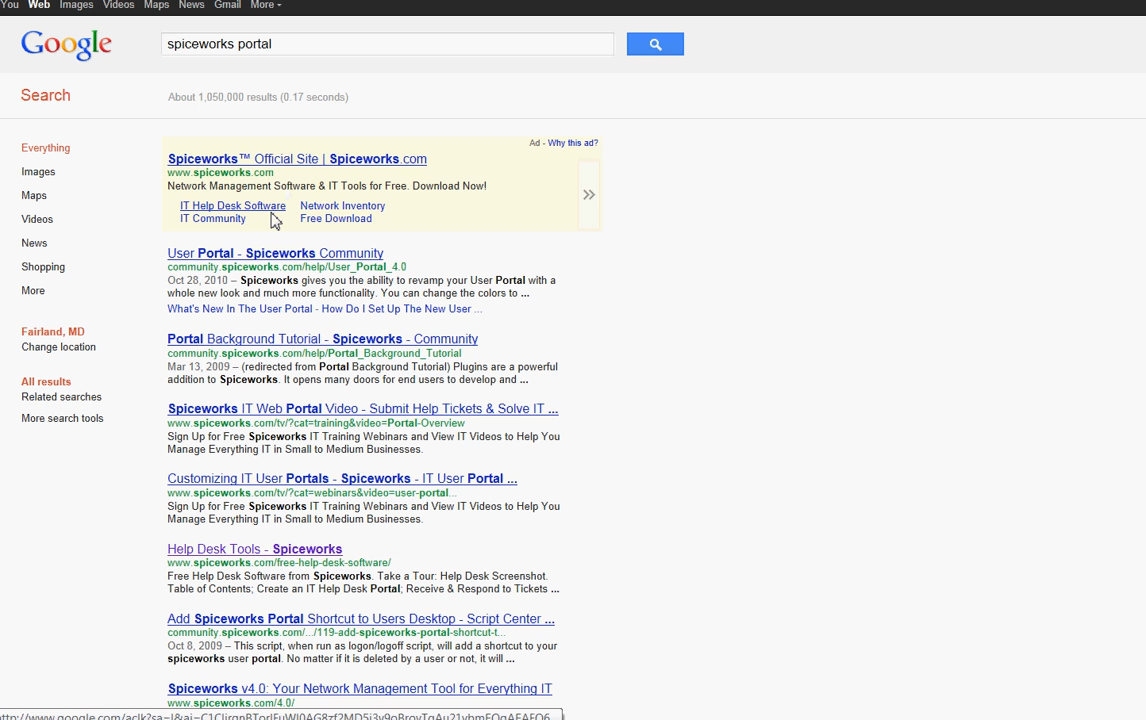 You Web Images Videos Maps News Gmail More
Google
spiceworks portal
Search
About 1,050,000 results (0.17 seconds)
Everything
Images
Maps
Videos
News
Shopping
More
Fairland, MD
Change location
All results
Related searches
More search tools
Ad - Why this ad?
Spiceworks™ Official Site | Spiceworks.com
www.spiceworks.com
Network Management Software & IT Tools for Free. Download Now!
IT Help Desk Software Network Inventory
IT Community Free Download
»
User Portal - Spiceworks Community
community.spiceworks.com/help/User_Portal_4.0
Oct 28, 2010 – Spiceworks gives you the ability to revamp your User Portal with a
whole new look and much more functionality. You can change the colors to ...
What's New In The User Portal - How Do I Set Up The New User ...
Portal Background Tutorial - Spiceworks - Community
community.spiceworks.com/help/Portal_Background_Tutorial
Mar 13, 2009 – (redirected from Portal Background Tutorial) Plugins are a powerful
addition to Spiceworks. It opens many doors for end users to develop and ...
Spiceworks IT Web Portal Video - Submit Help Tickets & Solve IT ...
www.spiceworks.com/tv/?cat=training&video=Portal-Overview
Sign Up for Free Spiceworks IT Training Webinars and View IT Videos to Help You
Manage Everything IT in Small to Medium Businesses.
Customizing IT User Portals - Spiceworks - IT User Portal ...
www.spiceworks.com/tv/?cat=webinars&video=user-portal...
Sign Up for Free Spiceworks IT Training Webinars and View IT Videos to Help You
Manage Everything IT in Small to Medium Businesses.
Help Desk Tools - Spiceworks
www.spiceworks.com/free-help-desk-software/
Free Help Desk Software from Spiceworks. Take a Tour: Help Desk Screenshot.
Table of Contents; Create an IT Help Desk Portal; Receive & Respond to Tickets ...
Add Spiceworks Portal Shortcut to Users Desktop - Script Center ...
community.spiceworks.com/.../119-add-spiceworks-portal-shortcut-t...
Oct 8, 2009 – This script, when run as logon/logoff script, will add a shortcut to your
spiceworks user portal. No matter if it is deleted by a user or not, it will ...
Spiceworks v4.0: Your Network Management Tool for Everything IT
www.spiceworks.com/4.0/